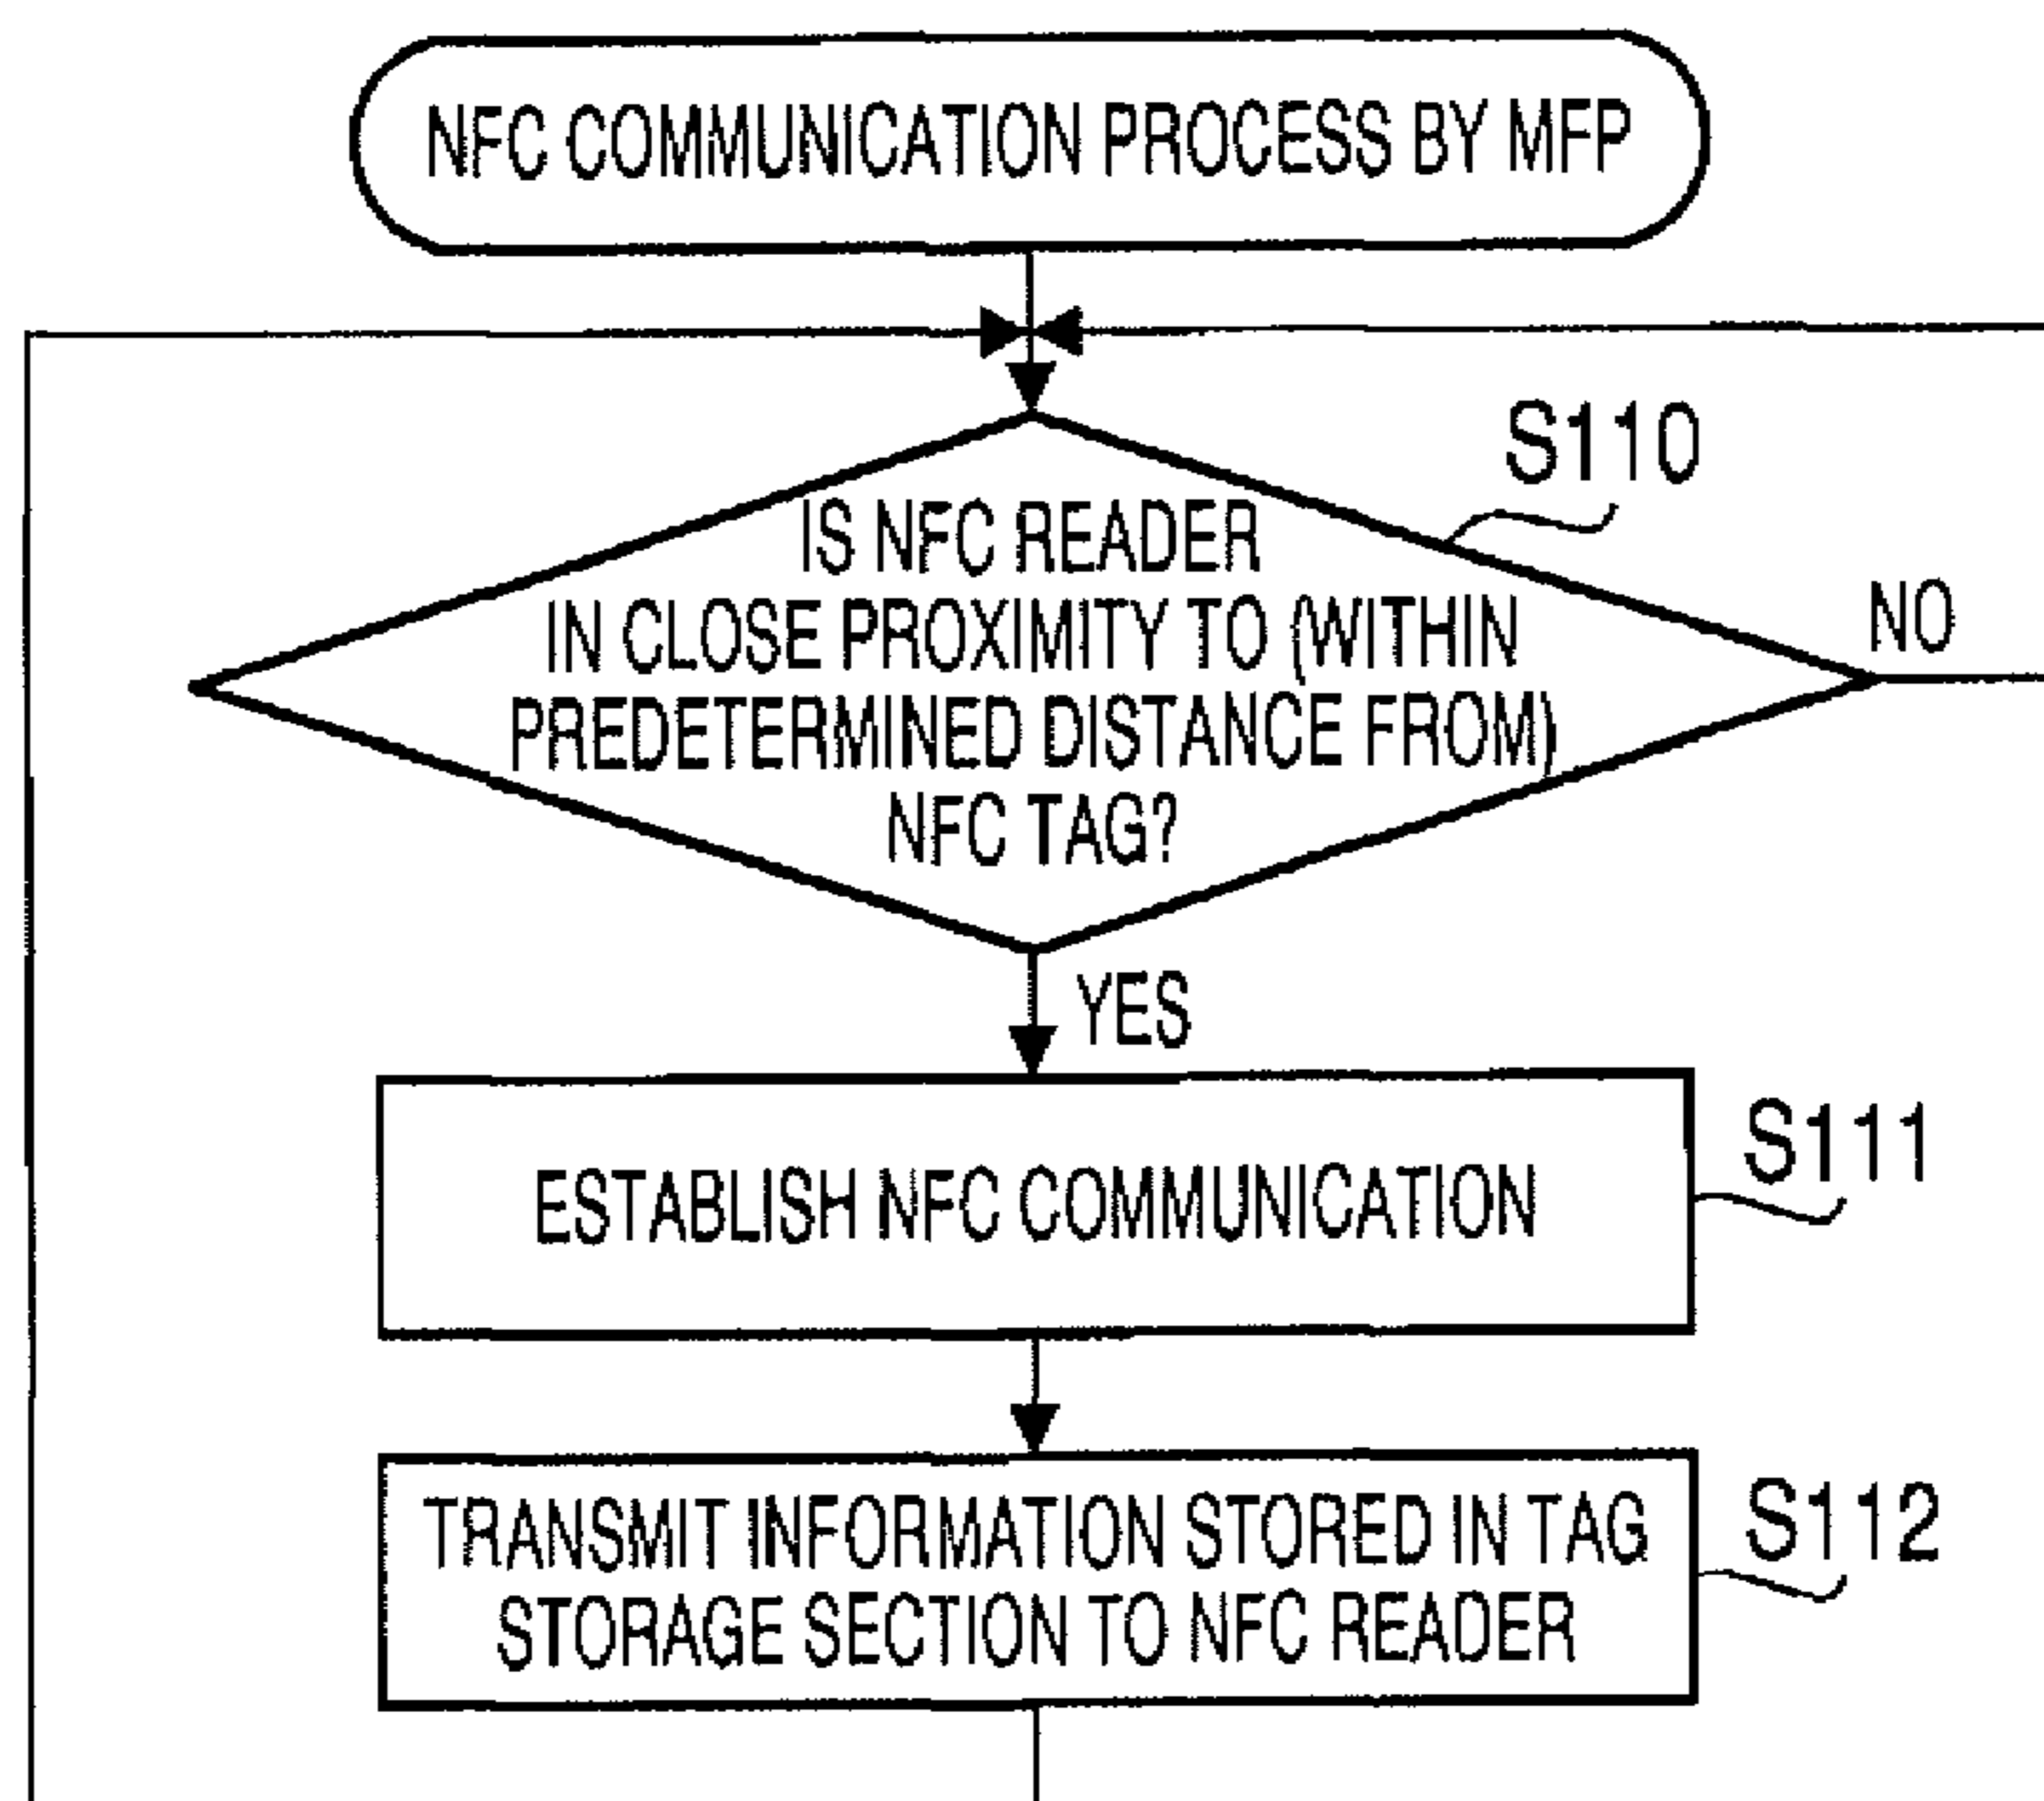 NFC COMMUNICATION PROCESS BY MFP
S110
IS NFC READER
IN CLOSE PROXIMITY TO (WITHIN
PREDETERMINED DISTANCE FROM)
NFC TAG?
NO
YES
ESTABLISH NFC COMMUNICATION
S111
TRANSMIT INFORMATION STORED IN TAG
STORAGE SECTION TO NFC READER
S112